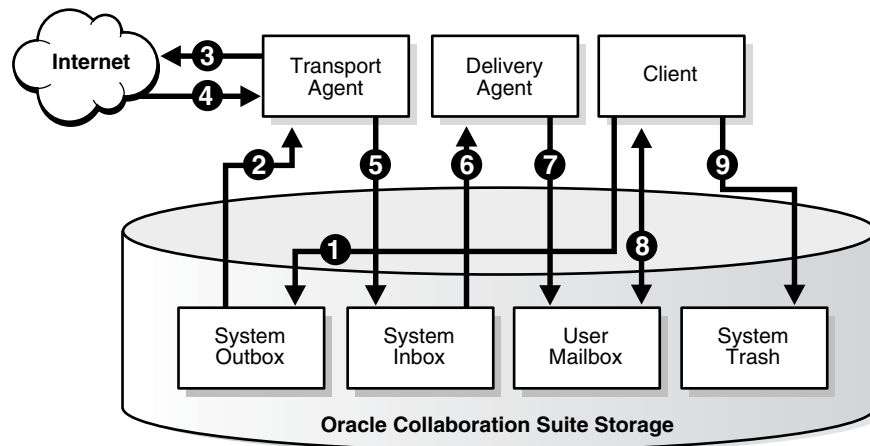 Internet
3
4
Transport
Agent
Delivery
Agent
Client
2
5
6
7
9
1
8
System
Outbox
System
Inbox
User
Mailbox
System
Trash
Oracle Collaboration Suite Storage